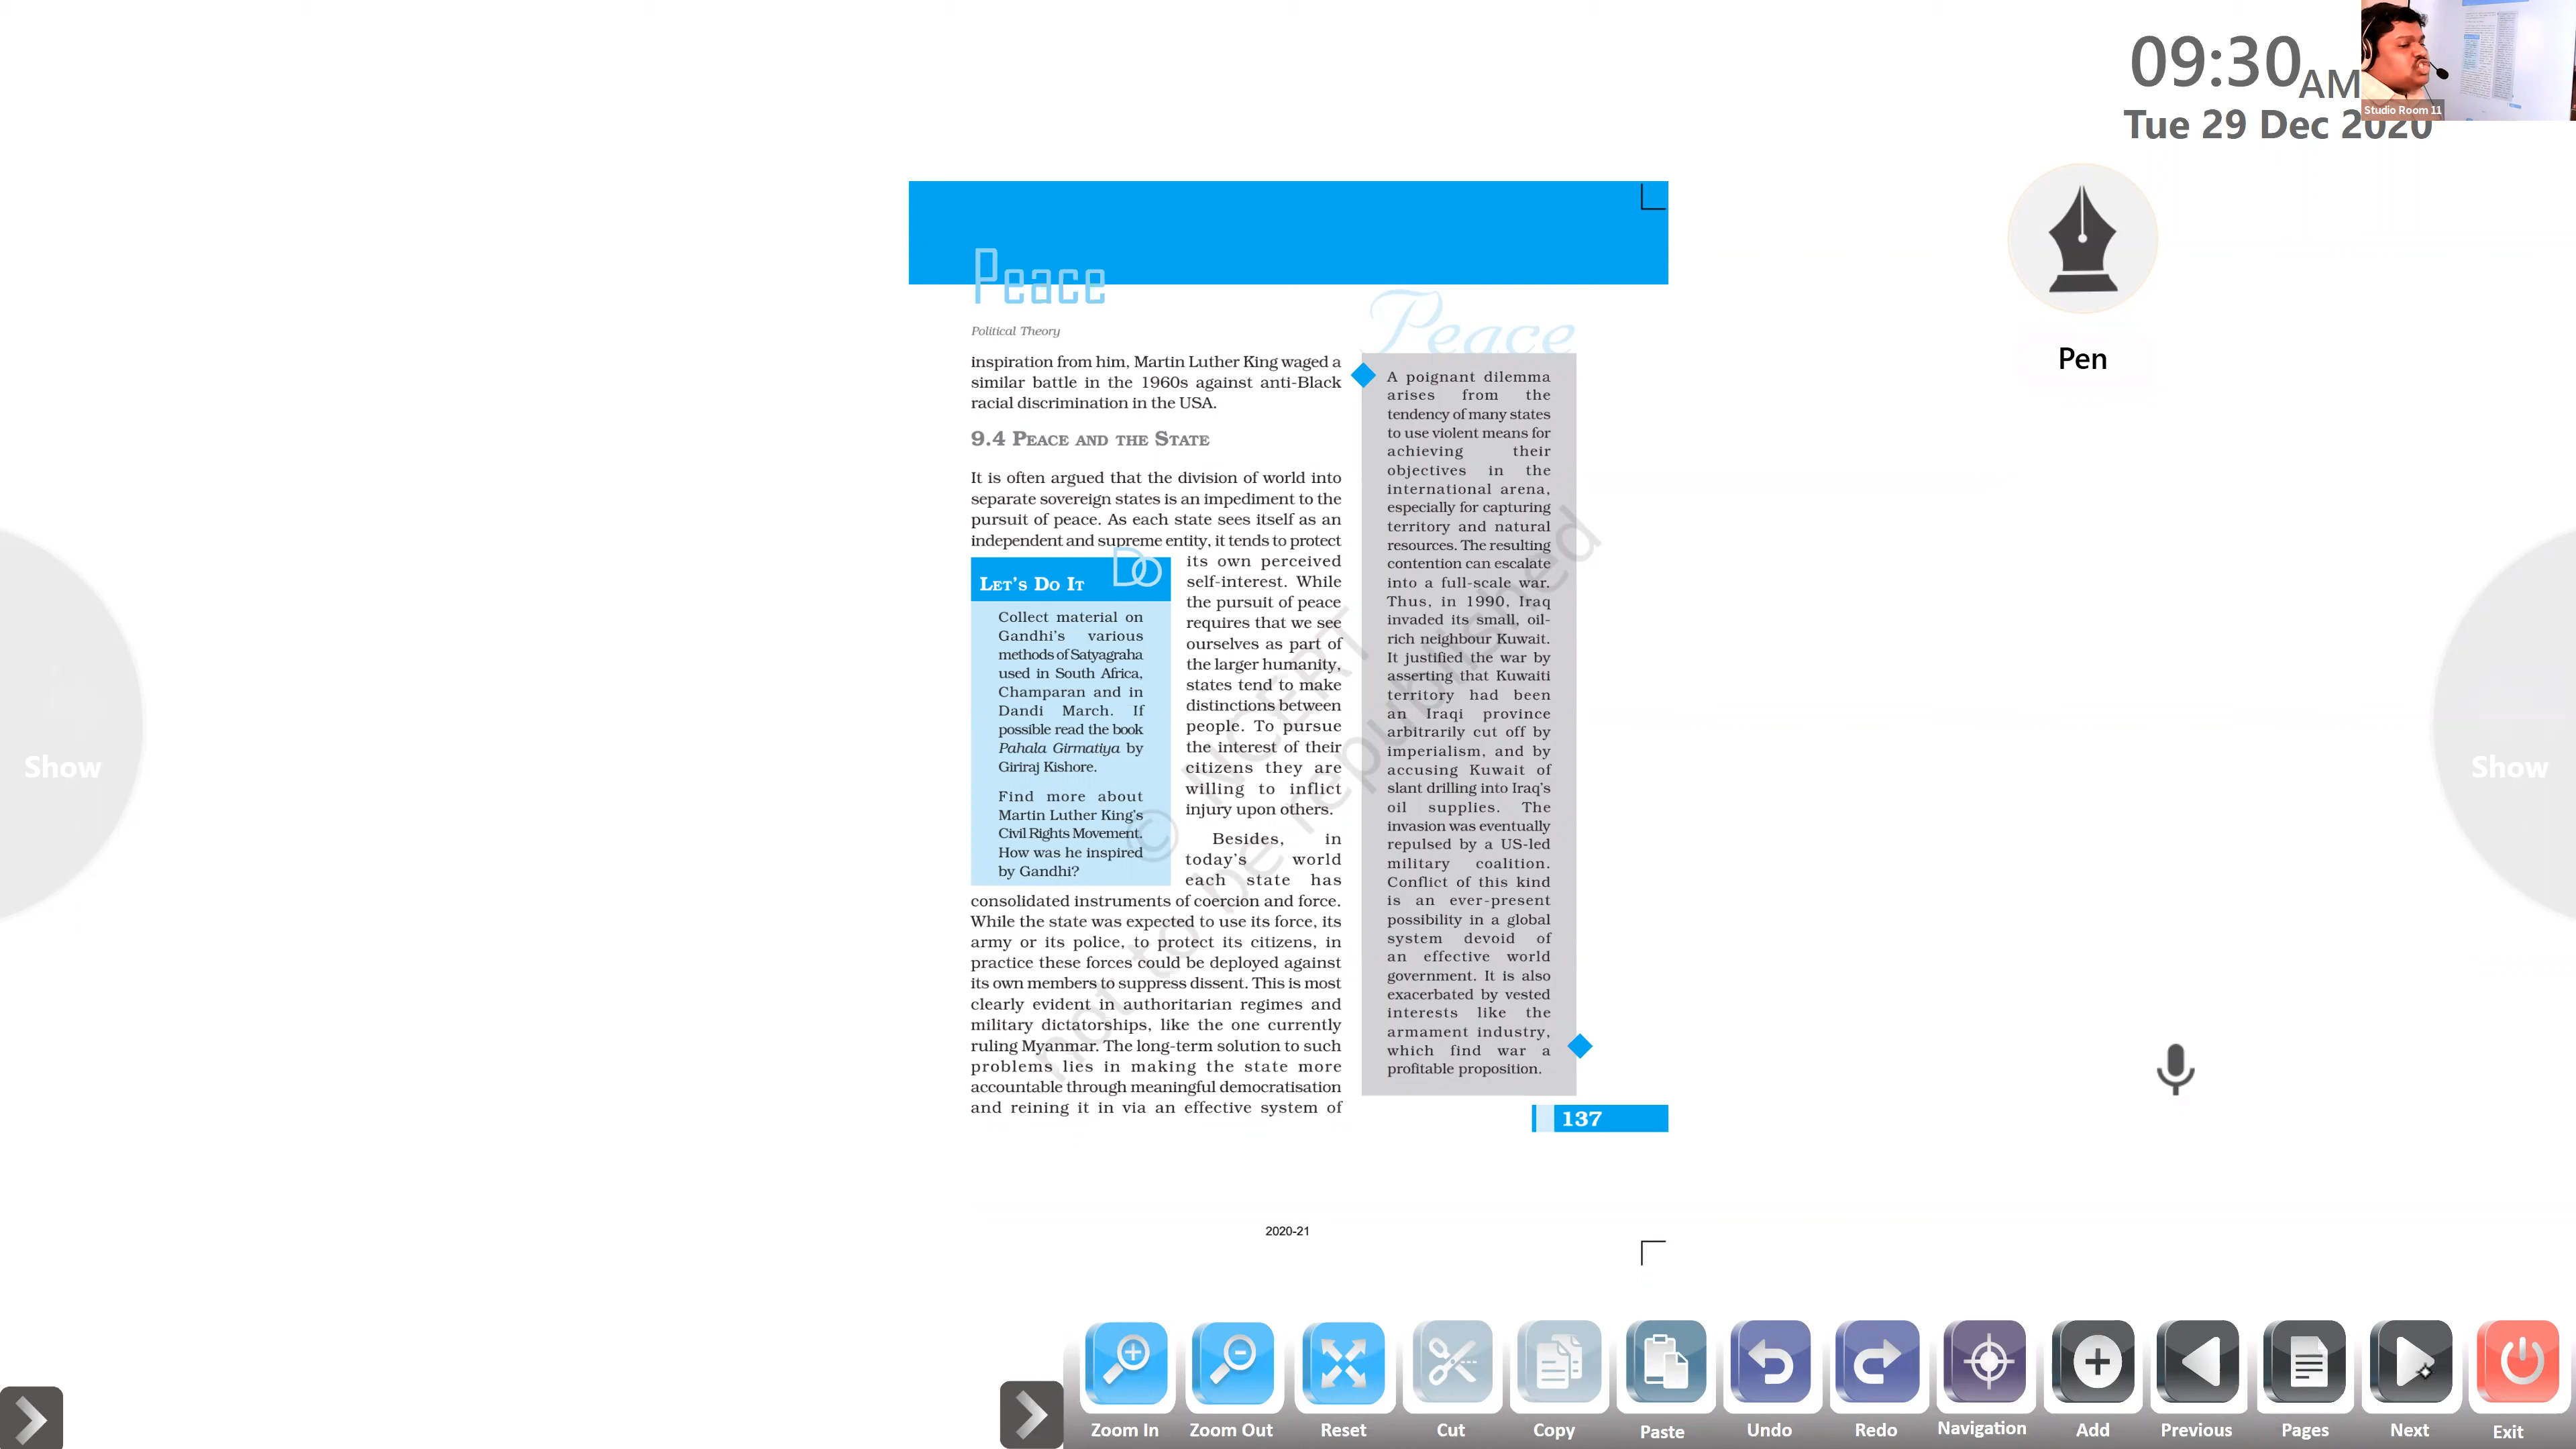 09:30 AM
Studio Room 11
Tue 29 Dec 2020
Peace
Peace
Political Theory
inspiration from him, Martin Luther King waged a
similar battle in the 1960s against anti-Black
racial discrimination in the USA.
9.4 PEACE AND THE STATE
It is often argued that the division of world into
separate sovereign states is an impediment to the
pursuit of peace. As each state sees itself as an
independent and supreme entity, it tends to protect
its own perceived
self-interest. While
the pursuit of peace
requires that we see
ourselves as part of
the larger humanity,
states tend to make
distinctions between
people. To pursue
the interest of their
citizens they are
willing to inflict
injury upon others.
Besides, in
today's world
each state has
consolidated instruments of coercion and force.
While the state was expected to use its force, its
army or its police, to protect its citizens, in
practice these forces could be deployed against
its own members to suppress dissent. This is most
clearly evident in authoritarian regimes and
military dictatorships, like the one currently
ruling Myanmar. The long-term solution to such
problems lies in making the state more
accountable through meaningful democratisation
and reining it in via an effective system of
Do
LET'S DO IT
Collect material on
Gandhi's various
methods of Satyagraha
used in South Africa,
Champaran and in
Dandi March. If
possible read the book
Pahala Girmatiya by
Giriraj Kishore.
Find more about
Martin Luther King's
Civil Rights Movement.
How was he inspired
by Gandhi?
A poignant dilemma
arises from the
tendency of many states
to use violent means for
achieving their
objectives in the
international arena,
especially for capturing
territory and natural
resources. The resulting
contention can escalate
into a full-scale war.
Thus, in 1990, Iraq
invaded its small, oil-
rich neighbour Kuwait.
It justified the war by
asserting that Kuwaiti
territory had been
an Iraqi province
arbitrarily cut off by
imperialism, and by
accusing Kuwait of
slant drilling into Iraq's
oil supplies. The
invasion was eventually
repulsed by a US-led
military coalition.
Conflict of this kind
is an ever-present
possibility in a global
system devoid of
an effective world
government. It is also
exacerbated by vested
interests like the
armament industry,
which find war a
profitable proposition.
© NCERT
not to be republished
137
2020-21
Pen
Show
Show
Zoom In
Zoom Out
Reset
Cut
Copy
Paste
Undo
Redo
Navigation
Add
Previous
Pages
Next
Exit